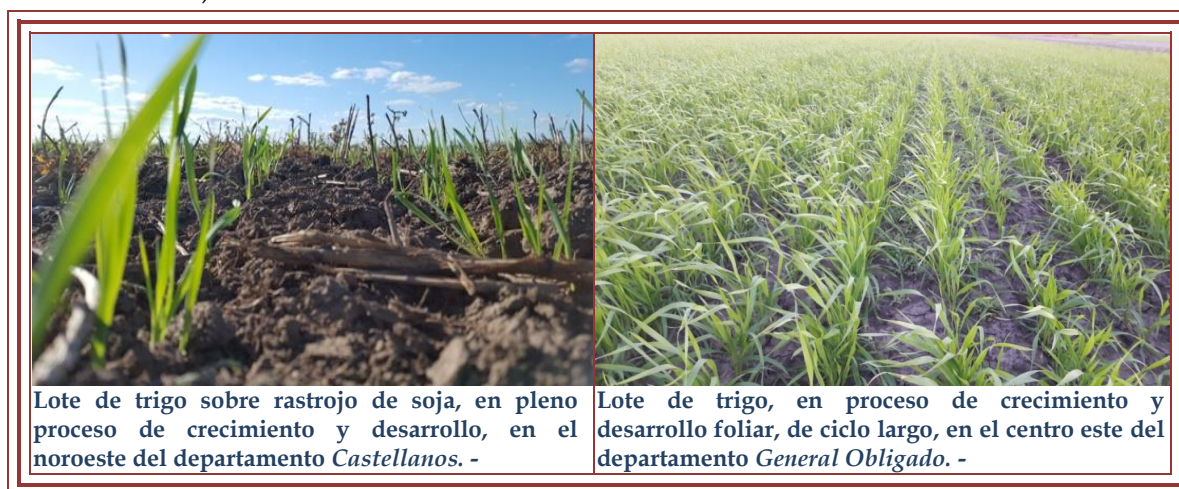 Lote de trigo sobre rastrojo de soja, en pleno
proceso de crecimiento y desarrollo, en el
noroeste del departamento Castellanos. -
Lote de trigo, en proceso de crecimiento y
desarrollo foliar, de ciclo largo, en el centro este del
departamento General Obligado. -